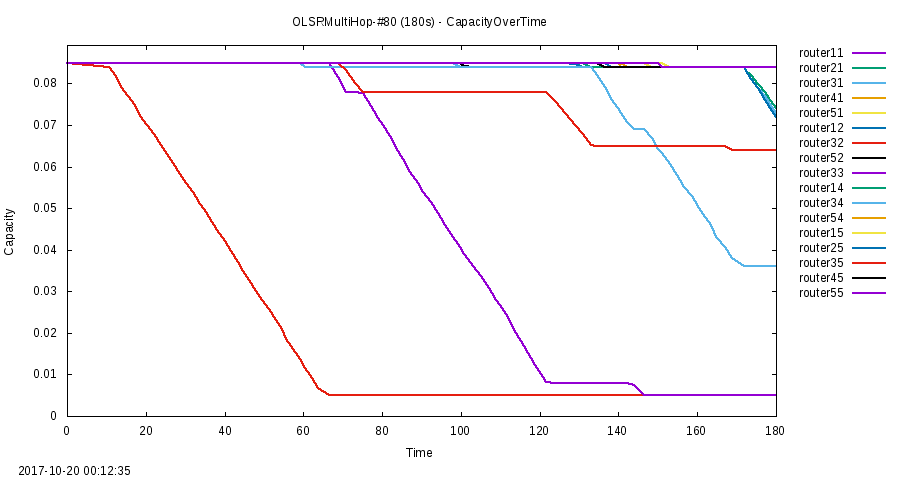 OLSRMultiHop-#80 (180s) - CapacityOverTime
router11
router21
router31
router41
router51
router12
router32
router52
router33
router14
router34
router54
router15
router25
router35
router45
router55
Capacity
0.08
0.07
0.06
0.05
0.04
0.03
0.02
0.01
0
0 20 40 60 80 100 120 140 160 180
Time
2017-10-20 00:12:35